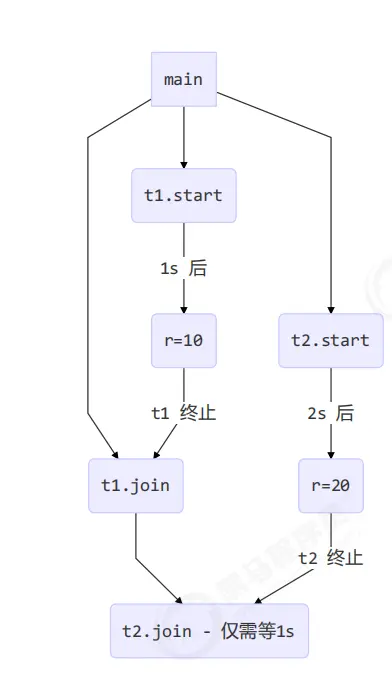 main
t1.start
1s 后
r=10
t2.start
t1 终止
2s 后
t1.join
r=20
t2 终止
t2.join - 仅需等1s